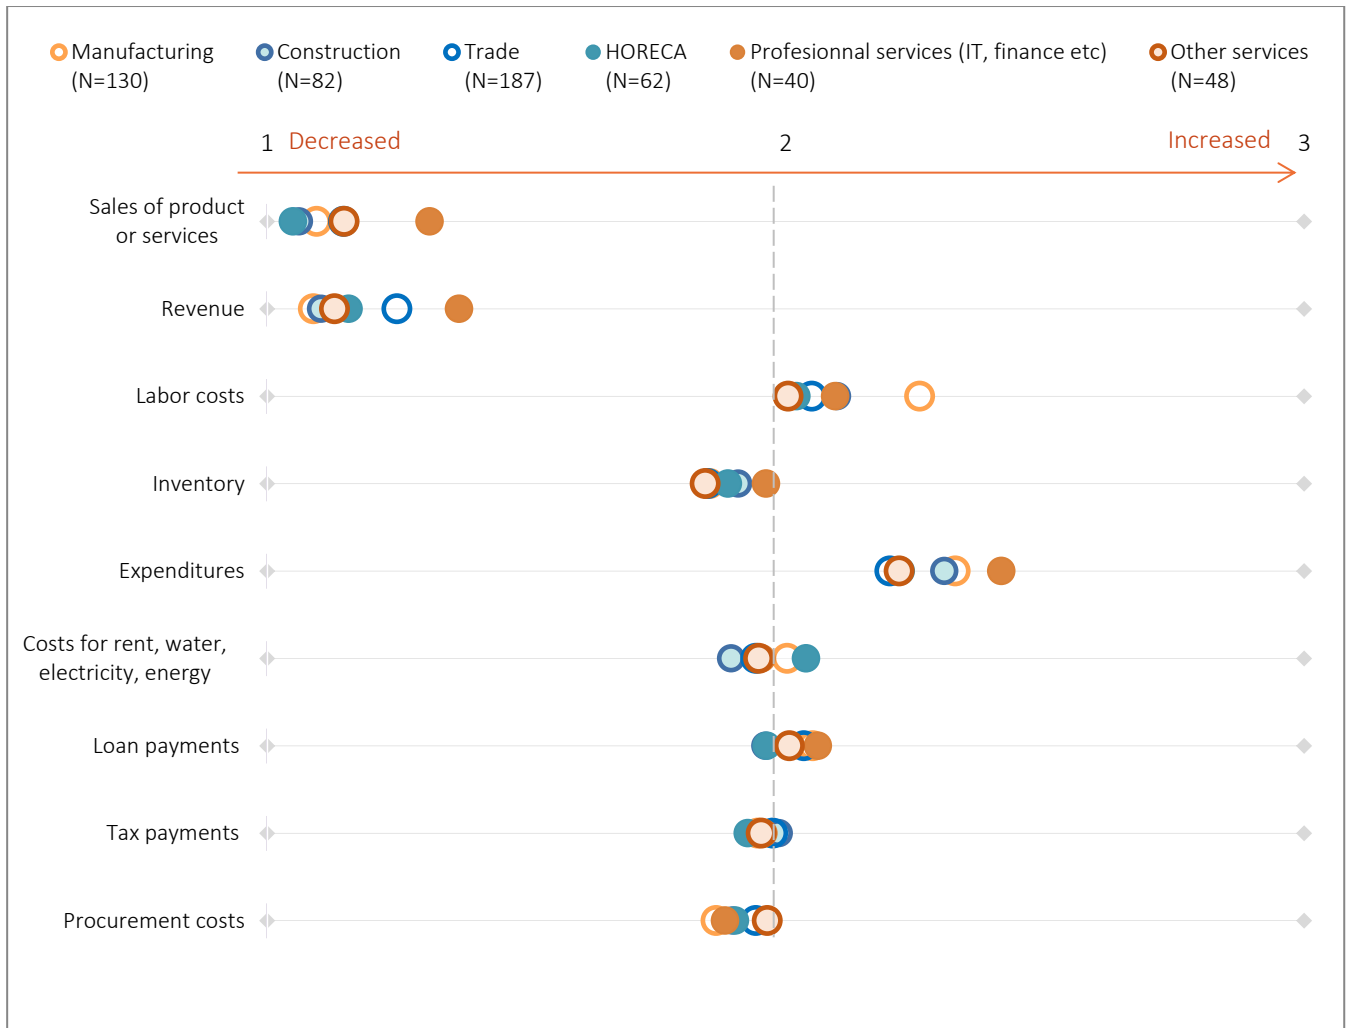 Manufacturing
(N=130)
Construction
(N=82)
Trade
(N=187)
HORECA
(N=62)
Profesionnal services (IT, finance etc)
(N=40)
Other services
(N=48)
1 Decreased 2 Increased 3
Sales of product
or services
Revenue
Labor costs
Inventory
Expenditures
Costs for rent, water,
electricity, energy
Loan payments
Tax payments
Procurement costs